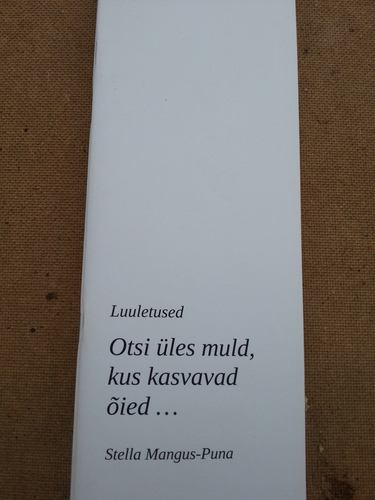 Luuletused
Otsi üles muld,
kus kasvavad
õied ...
Stella Mangus-Puna